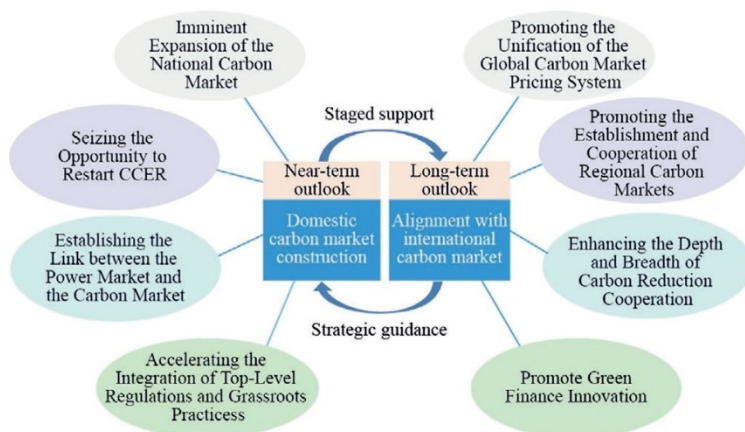 Imminent
Expansion of the
National Carbon
Market
Promoting the
Unification of the
Global Carbon Market
Pricing System
Staged support
Seizing the
Opportunity to
Restart CCER
Near-term
outlook
Long-term
outlook
Promoting the
Establishment and
Cooperation of
Regional Carbon
Markets
Establishing the
Link between the
Power Market and
the Carbon Market
Domestic
carbon market
construction
Alignment with
international
carbon market
Enhancing the Depth
and Breadth of
Carbon Reduction
Cooperation
Strategic guidance
Accelerating the
Integration of Top-Level
Regulations and Grassroots
Practicess
Promote Green
Finance Innovation